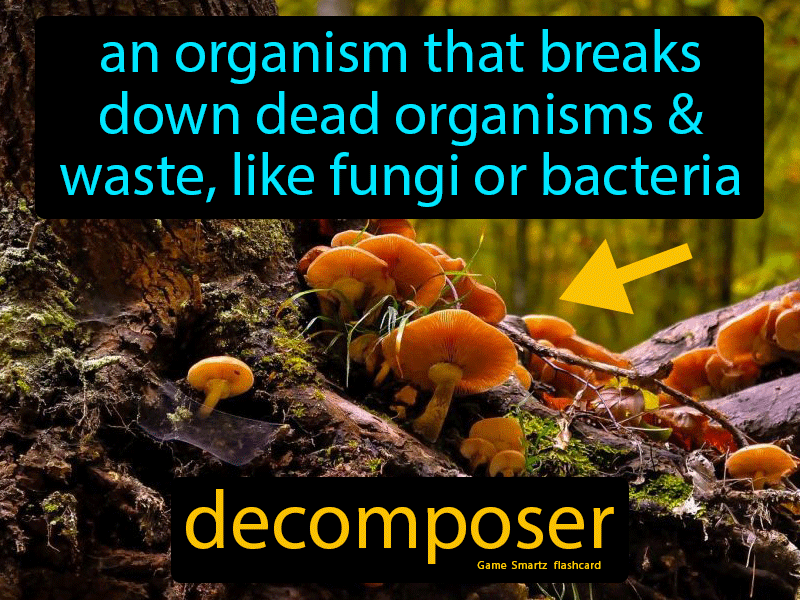 an organism that breaks
down dead organisms &
waste, like fungi or bacteria
decomposer
Game Smartz flashcard